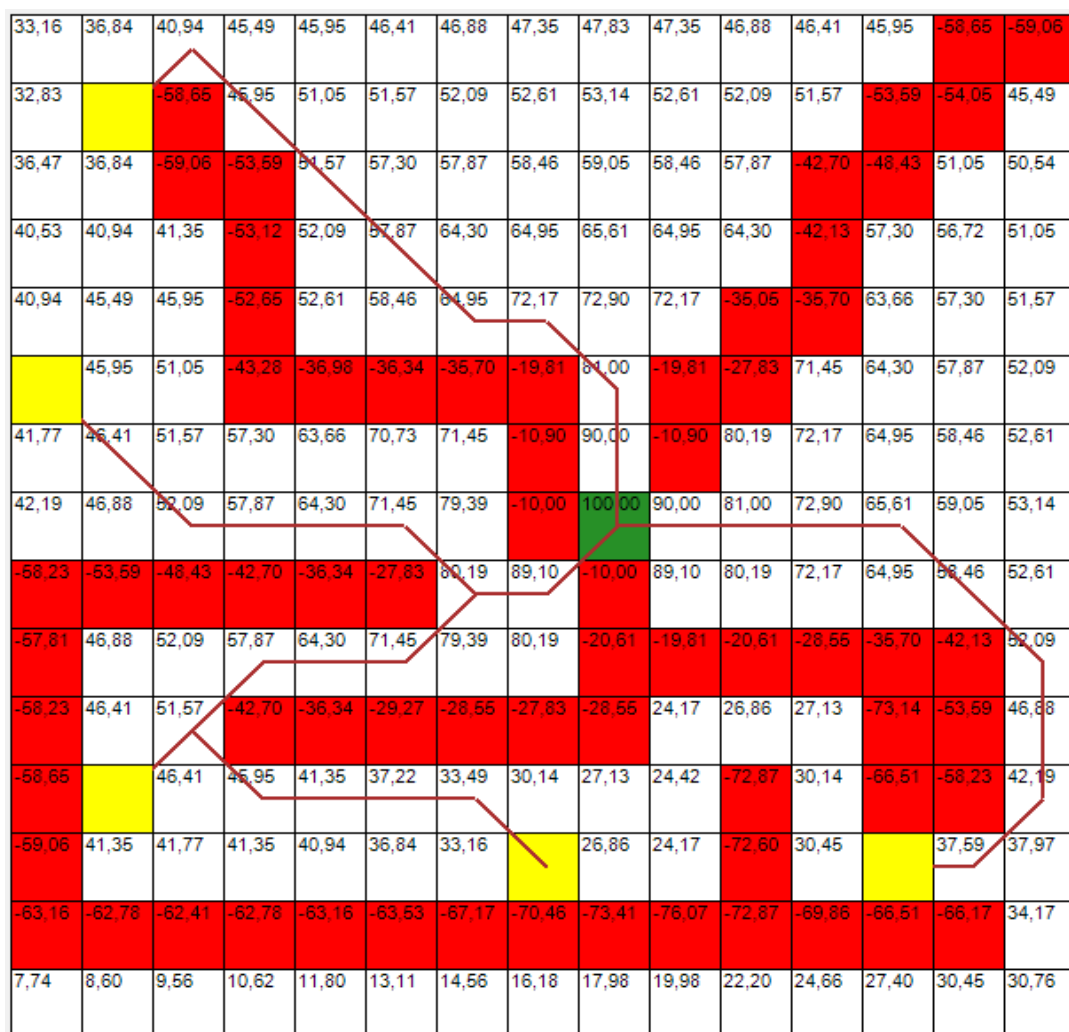 33,16 36,84 40,94 45,49 45,95 46,41 46,88 47,35 47,83 47,35 46,88 46,41 45,95 -58,65 -59,06
32,83 -58,65 45,95 51,05 51,57 52,09 52,61 53,14 52,61 52,09 51,57 -53,59 -54,05 45,49
36,47 36,84 -59,06 -53,59 51,57 57,30 57,87 58,46 59,05 58,46 57,87 -42,70 -48,43 51,05 50,54
40,53 40,94 41,35 -53,12 52,09 57,87 64,30 64,95 65,61 64,95 64,30 -42,13 57,30 56,72 51,05
40,94 45,49 45,95 -52,65 52,61 58,46 64,95 72,17 72,90 72,17 -35,05 -35,70 63,66 57,30 51,57
45,95 51,05 -43,28 -36,98 -36,34 -35,70 -19,81 81,00 -19,81 -27,83 71,45 64,30 57,87 52,09
41,77 46,41 51,57 57,30 63,66 70,73 71,45 -10,90 90,00 -10,90 80,19 72,17 64,95 58,46 52,61
42,19 46,88 52,09 57,87 64,30 71,45 79,39 -10,00 100,00 90,00 81,00 72,90 65,61 59,05 53,14
-58,23 -53,59 -48,43 -42,70 -36,34 -27,83 80,19 89,10 -10,00 89,10 80,19 72,17 64,95 58,46 52,61
-57,81 46,88 52,09 57,87 64,30 71,45 79,39 80,19 -20,61 -19,81 -20,61 -28,55 -35,70 -42,13 52,09
-58,23 46,41 51,57 -42,70 -36,34 -29,27 -28,55 -27,83 -28,55 24,17 26,86 27,13 -73,14 -53,59 46,88
-58,65 46,41 45,95 41,35 37,22 33,49 30,14 27,13 24,42 -72,87 30,14 -66,51 -58,23 42,19
-59,06 41,35 41,77 41,35 40,94 36,84 33,16 26,86 24,17 -72,60 30,45 37,59 37,97
-63,16 -62,78 -62,41 -62,78 -63,16 -63,53 -67,17 -70,46 -73,41 -76,07 -72,87 -69,86 -66,51 -66,17 34,17
7,74 8,60 9,56 10,62 11,80 13,11 14,56 16,18 17,98 19,98 22,20 24,66 27,40 30,45 30,76